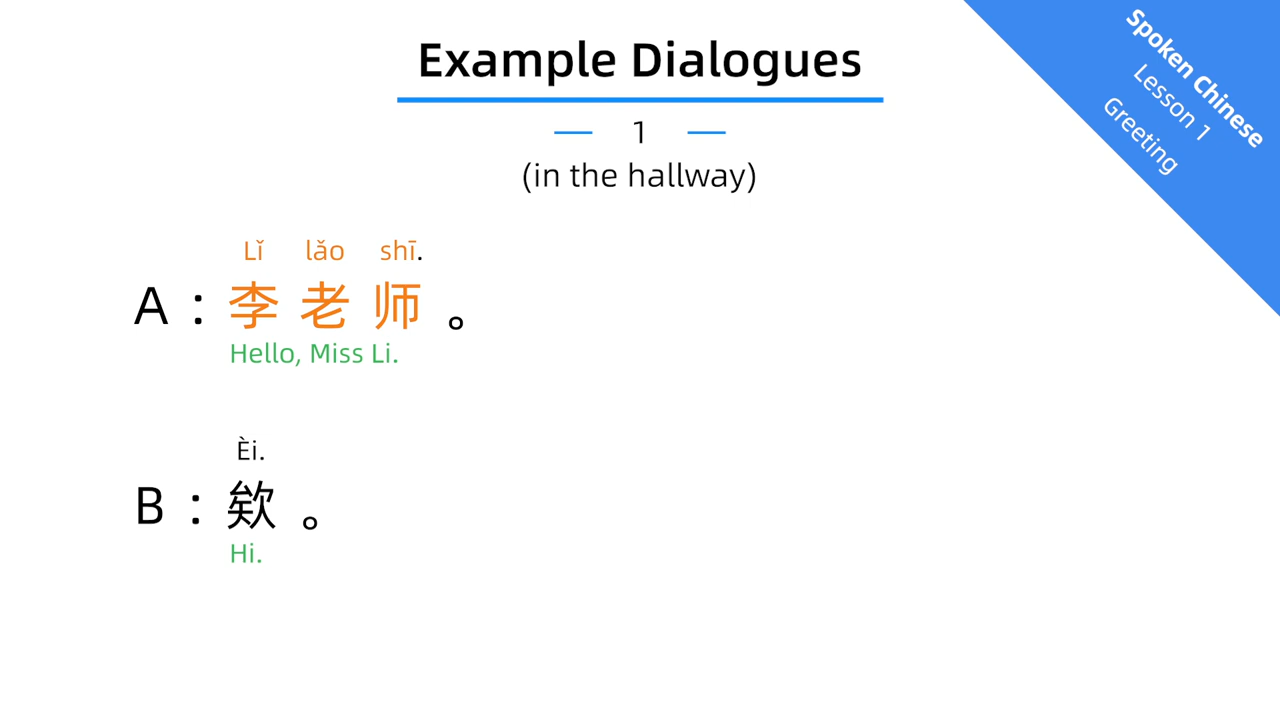 Example Dialogues
1
(in the hallway)
Lǐ lǎo shī.
A：李老师。
Hello, Miss Li.
Èi.
B：欸。
Hi.
Spoken Chinese
Lesson 1
Greeting